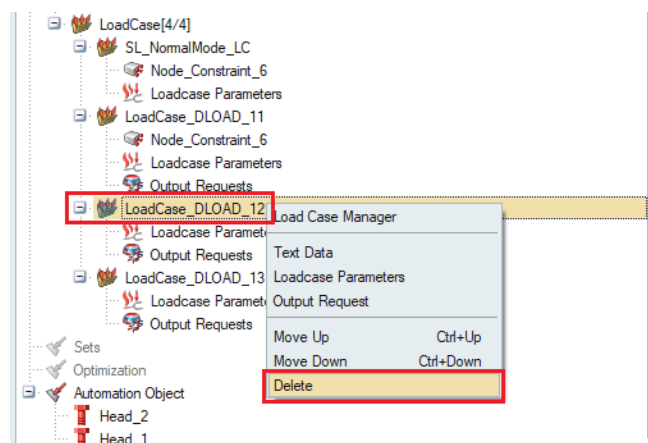 LoadCase[4/4]
SL_NormalMode_LC
Node_Constraint_6
Loadcase Parameters
LoadCase_DLOAD_11
Node_Constraint_6
Loadcase Parameters
Output Requests
LoadCase_DLOAD_12
Loadcase Paramet
Output Requests
LoadCase_DLOAD_13
Loadcase Paramet
Output Requests
Sets
Optimization
Automation Object
Head_2
Head_1
Load Case Manager
Text Data
Loadcase Parameters
Output Request
Move Up Ctrl+Up
Move Down Ctrl+Down
Delete